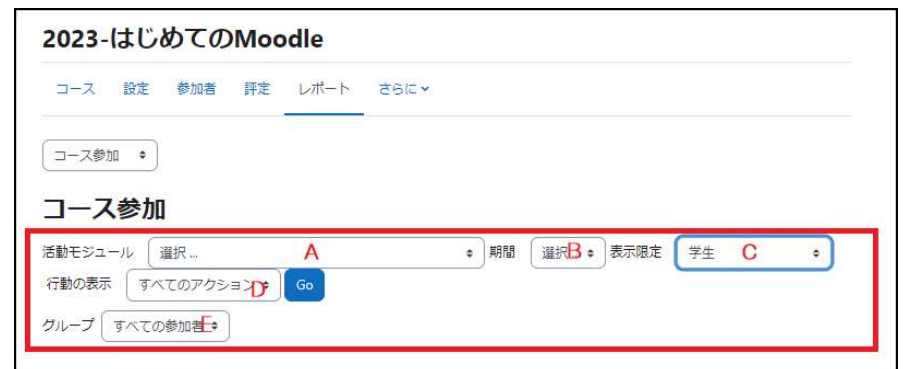 2023-はじめてのMoodle
コース 設定 参加者 評定 レポート さらに
コース参加
コース参加
活動モジュール 選択 ... A 期間 選択 B 表示限定 学生 C
行動の表示 すべてのアクション D Go
グループ すべての参加者 E